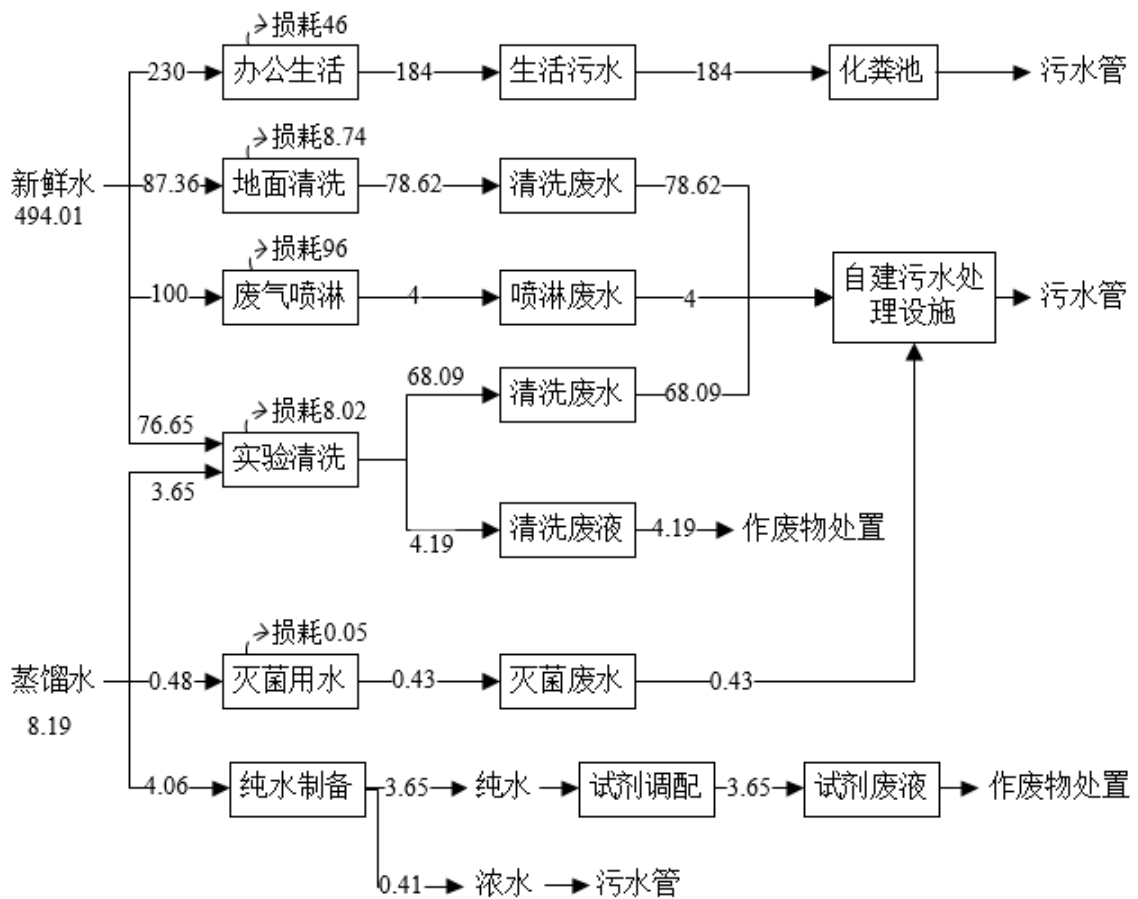 损耗46
230
办公生活
184
生活污水
184
化粪池
污水管
损耗8.74
新鲜水
494.01
87.36
地面清洗
78.62
清洗废水
78.62
损耗96
100
废气喷淋
4
喷淋废水
4
自建污水处
理设施
污水管
68.09
清洗废水
68.09
76.65
损耗8.02
实验清洗
3.65
4.19
清洗废液
4.19
作废物处置
损耗0.05
蒸馏水
8.19
0.48
灭菌用水
0.43
灭菌废水
0.43
4.06
纯水制备
3.65
纯水
试剂调配
3.65
试剂废液
作废物处置
0.41
浓水
污水管